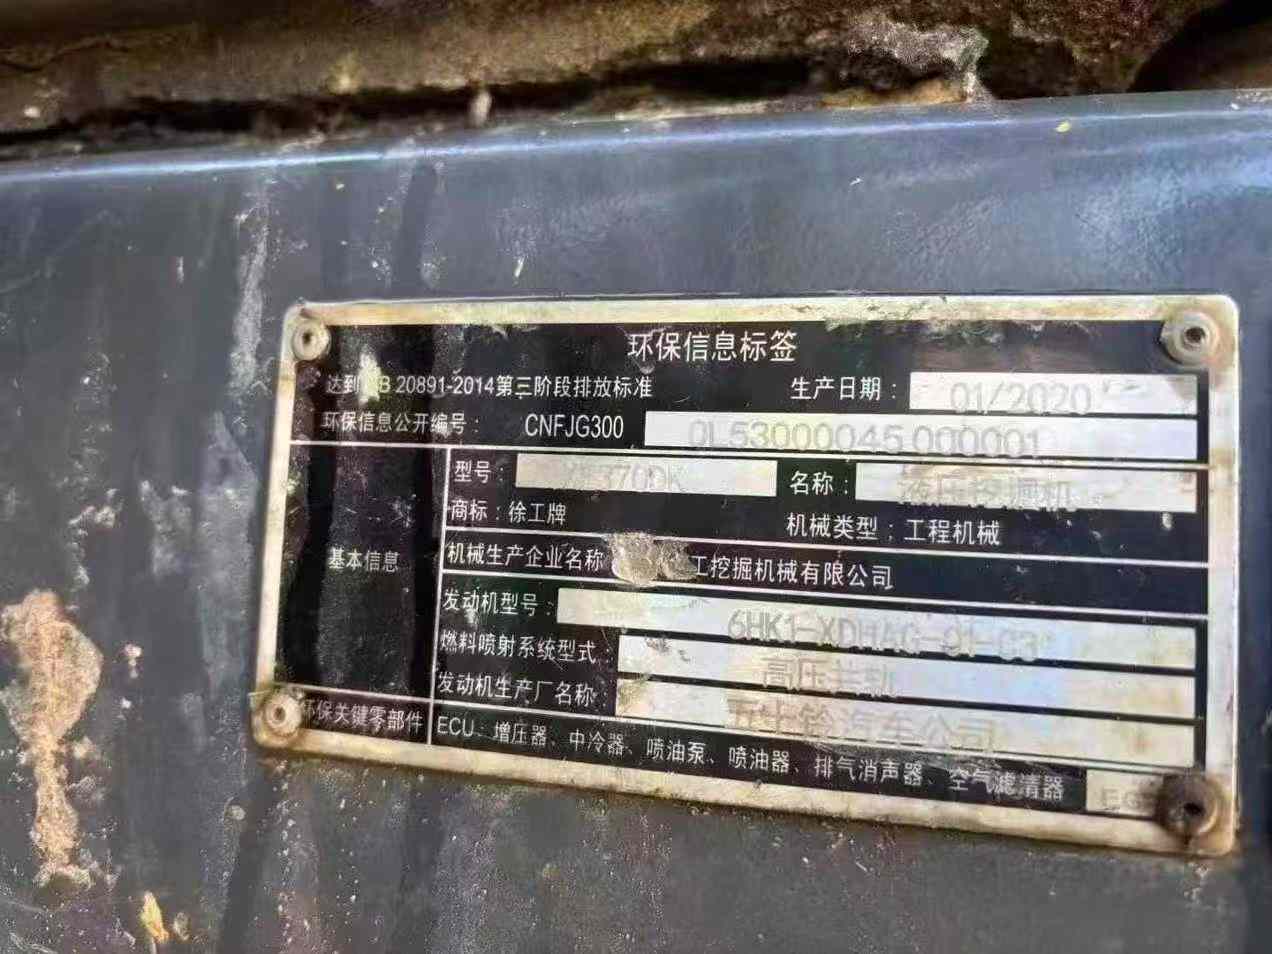 环保信息标签
达到 B 20891-2014第三阶段排放标准 生产日期: 01/2020
环保信息公开编号: CNFJG300 0L53000045 000001
基本信息
型号: 370DK 名称: 液压挖掘机
商标: 徐工牌 机械类型: 工程机械
机械生产企业名称 工挖掘机械有限公司
发动机型号: 6HK1-XDHAG-01-C3
燃料喷射系统型式: 高压共轨
发动机生产厂名称: 五十铃汽车公司
环保关键零部件 ECU、增压器、中冷器、喷油泵、喷油器、排气消声器、空气滤清器